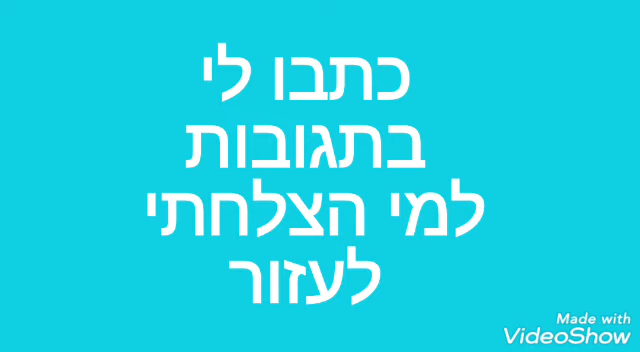 כתבו לי
בתגובות
למי הצלחתי
לעזור
Made with
VideoShow